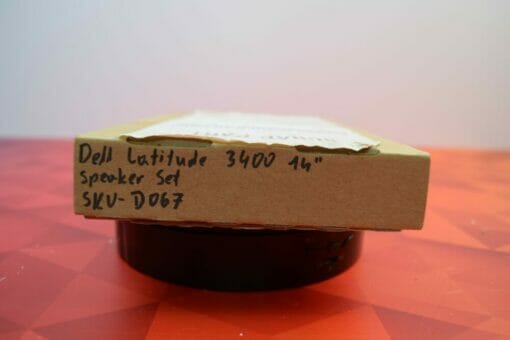 Dell Latitude 3400 14"
Speaker Set
SKU-D067